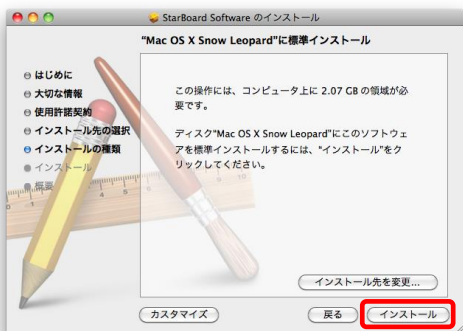 StarBoard Software のインストール
"Mac OS X Snow Leopard"に標準インストール
はじめに
大切な情報
使用許諾契約
インストール先の選択
インストールの種類
インストール
概要
この操作には、コンピュータ上に 2.07 GB の領域が必
要です。
ディスク"Mac OS X Snow Leopard"にこのソフトウェ
アを標準インストールするには、"インストール"をク
リックしてください。
インストール先を変更...
カスタマイズ
戻る
インストール